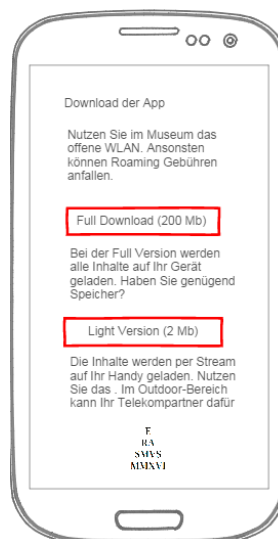 Download der App
Nutzen Sie im Museum das
offene WLAN. Ansonsten
können Roaming Gebühren
anfallen.
Full Download (200 Mb)
Bei der Full Version werden
alle Inhalte auf Ihr Gerät
geladen. Haben Sie genügend
Speicher?
Light Version (2 Mb)
Die Inhalte werden per Stream
auf Ihr Handy geladen. Nutzen
Sie das . Im Outdoor-Bereich
kann Ihr Telekompartner dafür
E
RA
SMVS
MMXVI